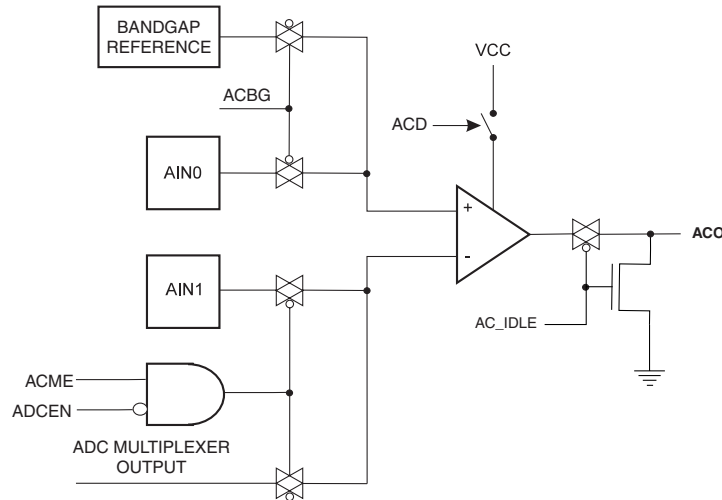 BANDGAP
REFERENCE
VCC
ACBG
ACD
AIN0
+
ACO
-
AIN1
AC_IDLE
ACME
ADCEN
ADC MULTIPLEXER
OUTPUT